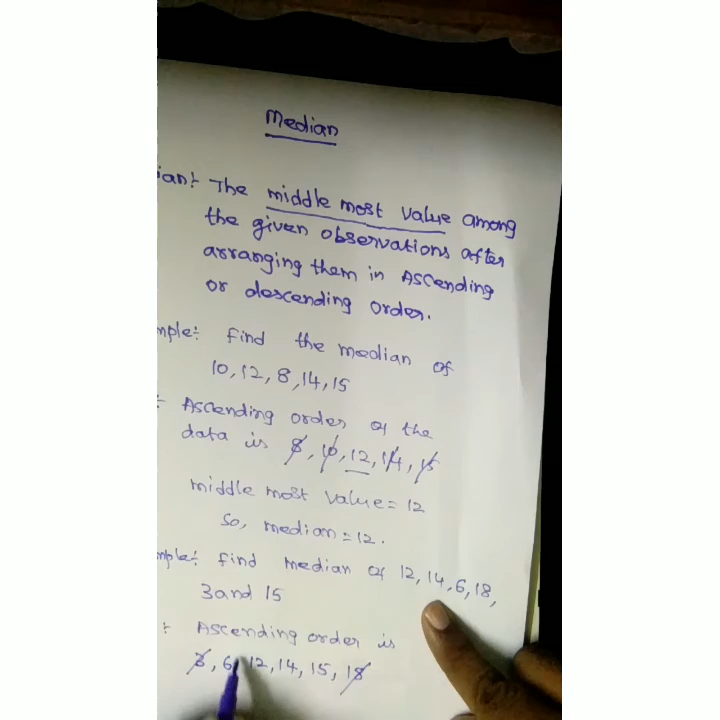 Median
ian:- The middle most value among
the given observations after
arranging them in Ascending
or descending order.
mple:- Find the median of
10, 12, 8, 14, 15
:- Ascending order of the
data is 8, 10, 12, 14, 15
middle most value = 12
So, median = 12.
mple:- find median of 12, 14, 6, 18,
3 and 15
:- Ascending order is
3, 6, 12, 14, 15, 18